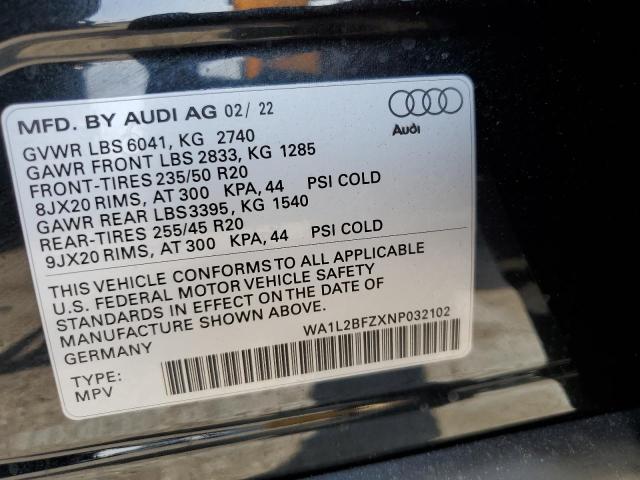 MFD. BY AUDI AG 02/ 22
Audi
GVWR LBS 6041, KG 2740
GAWR FRONT LBS 2833, KG 1285
FRONT-TIRES 235/50 R20
8JX20 RIMS, AT 300 KPA, 44 PSI COLD
GAWR REAR LBS3395, KG 1540
REAR-TIRES 255/45 R20
9JX20 RIMS, AT 300 KPA, 44 PSI COLD
THIS VEHICLE CONFORMS TO ALL APPLICABLE
U.S. FEDERAL MOTOR VEHICLE SAFETY
STANDARDS IN EFFECT ON THE DATE OF
MANUFACTURE SHOWN ABOVE.
GERMANY
WA1L2BFZXNP032102
TYPE:
MPV